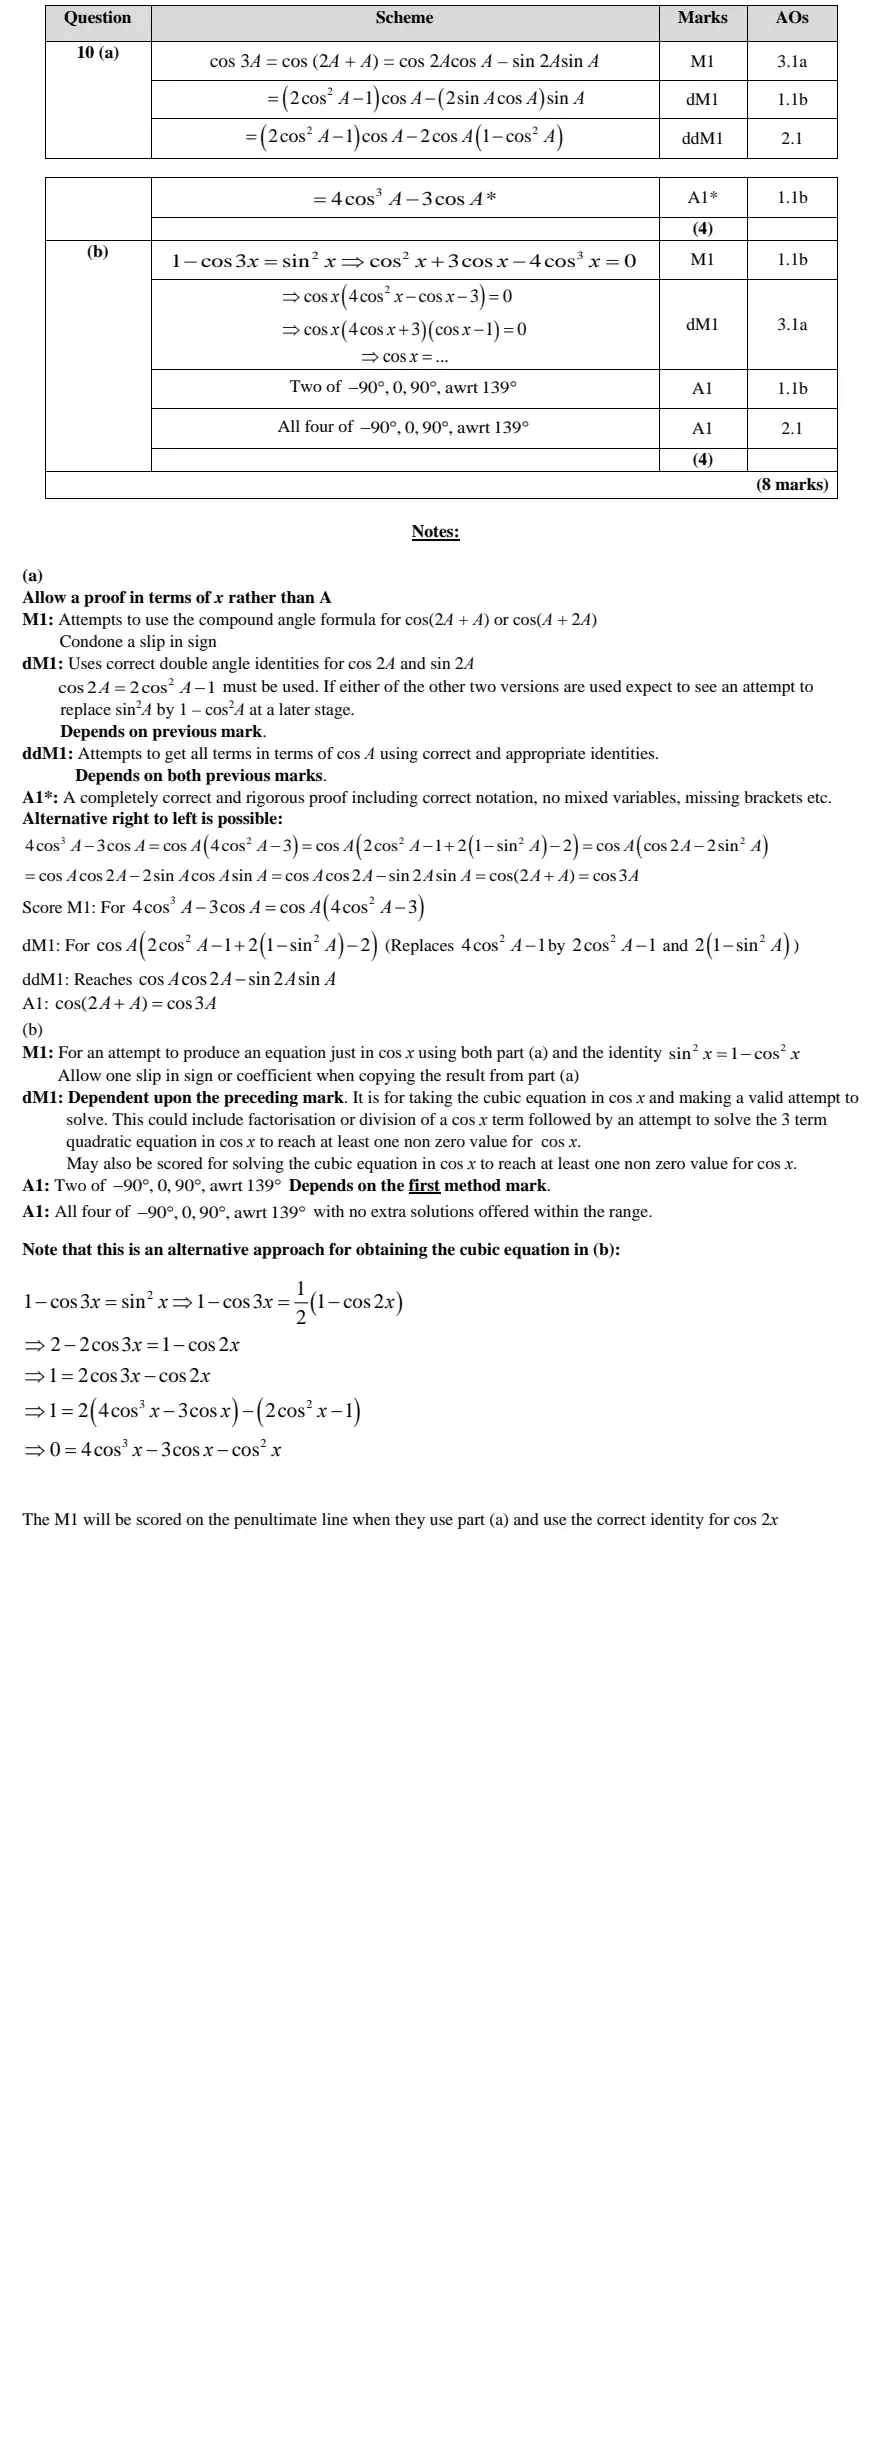 Question Scheme Marks AOs
10 (a) cos 3A = cos (2A + A) = cos 2Acos A – sin 2Asin A M1 3.1a
= (2cos² A − 1)cos A − (2sin A cos A)sin A dM1 1.1b
= (2cos² A − 1)cos A − 2cos A(1 − cos² A) ddM1 2.1
= 4cos³ A − 3cos A* A1* 1.1b
(4)
(b) 1 − cos3x = sin² x ⇒ cos² x + 3cos x − 4cos³ x = 0 M1 1.1b
⇒ cos x(4cos² x − cos x − 3) = 0
⇒ cos x(4cos x + 3)(cos x − 1) = 0
⇒ cos x = ... dM1 3.1a
Two of −90°, 0, 90°, awrt 139° A1 1.1b
All four of −90°, 0, 90°, awrt 139° A1 2.1
(4)
(8 marks)
Notes:
(a)
Allow a proof in terms of x rather than A
M1: Attempts to use the compound angle formula for cos(2A + A) or cos(A + 2A)
Condone a slip in sign
dM1: Uses correct double angle identities for cos 2A and sin 2A
cos 2A = 2cos² A − 1 must be used. If either of the other two versions are used expect to see an attempt to
replace sin²A by 1 – cos²A at a later stage.
Depends on previous mark.
ddM1: Attempts to get all terms in terms of cos A using correct and appropriate identities.
Depends on both previous marks.
A1*: A completely correct and rigorous proof including correct notation, no mixed variables, missing brackets etc.
Alternative right to left is possible:
4cos³ A − 3cos A = cos A(4cos² A − 3) = cos A(2cos² A − 1 + 2(1 − sin² A) − 2) = cos A(cos 2A − 2sin² A)
= cos A cos 2A − 2sin A cos A sin A = cos A cos 2A − sin 2A sin A = cos(2A + A) = cos 3A
Score M1: For 4cos³ A − 3cos A = cos A(4cos² A − 3)
dM1: For cos A(2cos² A − 1 + 2(1 − sin² A) − 2) (Replaces 4cos² A − 1 by 2cos² A − 1 and 2(1 − sin² A))
ddM1: Reaches cos A cos 2A − sin 2A sin A
A1: cos(2A + A) = cos 3A
(b)
M1: For an attempt to produce an equation just in cos x using both part (a) and the identity sin² x = 1 − cos² x
Allow one slip in sign or coefficient when copying the result from part (a)
dM1: Dependent upon the preceding mark. It is for taking the cubic equation in cos x and making a valid attempt to
solve. This could include factorisation or division of a cos x term followed by an attempt to solve the 3 term
quadratic equation in cos x to reach at least one non zero value for cos x.
May also be scored for solving the cubic equation in cos x to reach at least one non zero value for cos x.
A1: Two of −90°, 0, 90°, awrt 139° Depends on the first method mark.
A1: All four of −90°, 0, 90°, awrt 139° with no extra solutions offered within the range.
Note that this is an alternative approach for obtaining the cubic equation in (b):
1 − cos3x = sin² x ⇒ 1 − cos3x = 1/2(1 − cos 2x)
⇒ 2 − 2cos3x = 1 − cos 2x
⇒ 1 = 2cos3x − cos 2x
⇒ 1 = 2(4cos³ x − 3cos x) − (2cos² x − 1)
⇒ 0 = 4cos³ x − 3cos x − cos² x
The M1 will be scored on the penultimate line when they use part (a) and use the correct identity for cos 2x